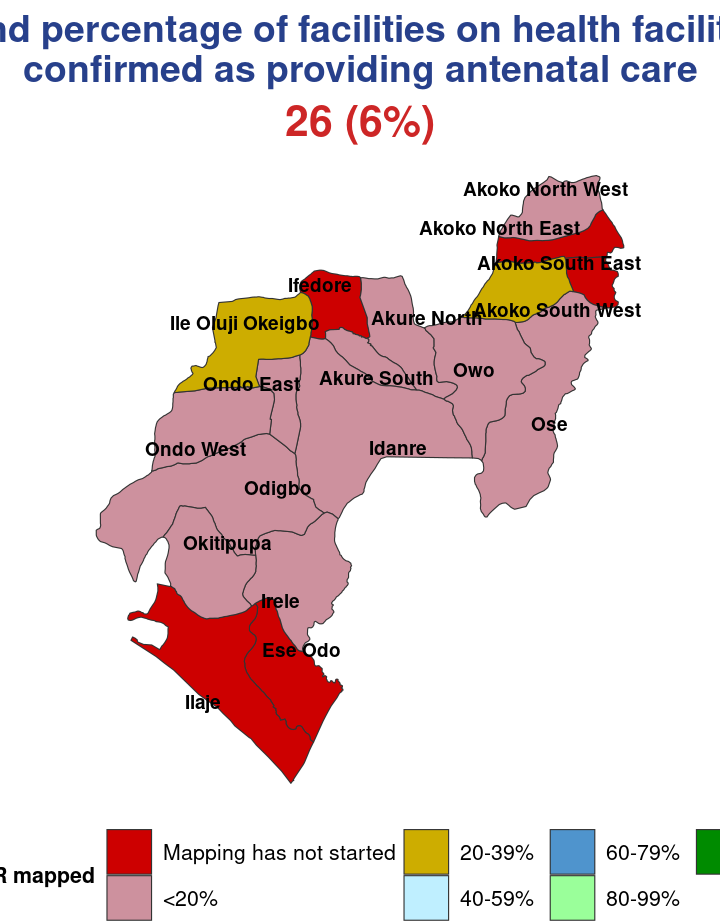 percentage of facilities on health
confirmed as providing antenatal care
26 (6%)
Akoko North West
Akoko North East
Akoko South East
Ifedore
Akoko South West
Akure North
Ile Oluji Okeigbo
Owo
Akure South
Ondo East
Ose
Idanre
Ondo West
Odigbo
Okitipupa
Irele
Ese Odo
Ilaje
R mapped
Mapping has not started
20-39%
60-79%
<20%
40-59%
80-99%